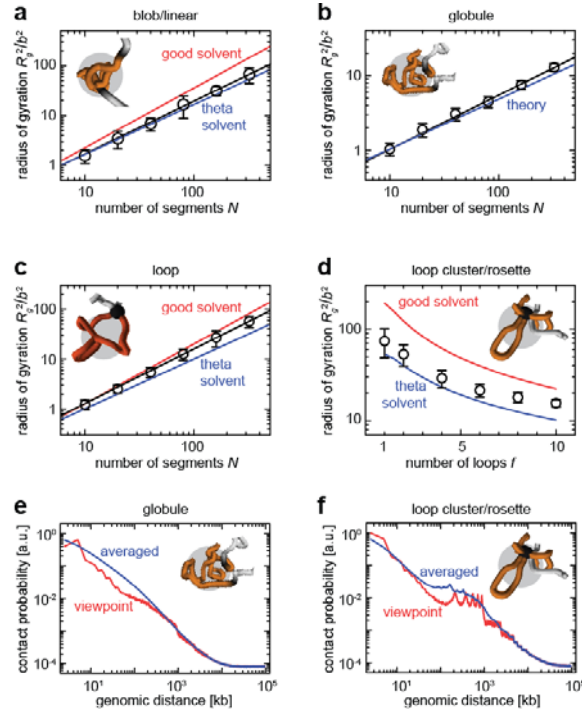 a
blob/linear
radius of gyration Rg²/b²
100
10
1
good solvent
theta
solvent
10
100
number of segments N
b
globule
radius of gyration Rg²/b²
10
1
theory
10
100
number of segments N
c
loop
radius of gyration Rg²/b²
100
10
1
good solvent
theta
solvent
10
100
number of segments N
d
loop cluster/rosette
radius of gyration Rg²/b²
100
10
good solvent
theta
solvent
1
5
10
number of loops f
e
globule
contact probability [a.u.]
10⁰
10⁻²
10⁻⁴
averaged
viewpoint
10¹
10³
10⁵
genomic distance [kb]
f
loop cluster/rosette
contact probability [a.u.]
10⁰
10⁻²
10⁻⁴
averaged
viewpoint
10¹
10³
10⁵
genomic distance [kb]